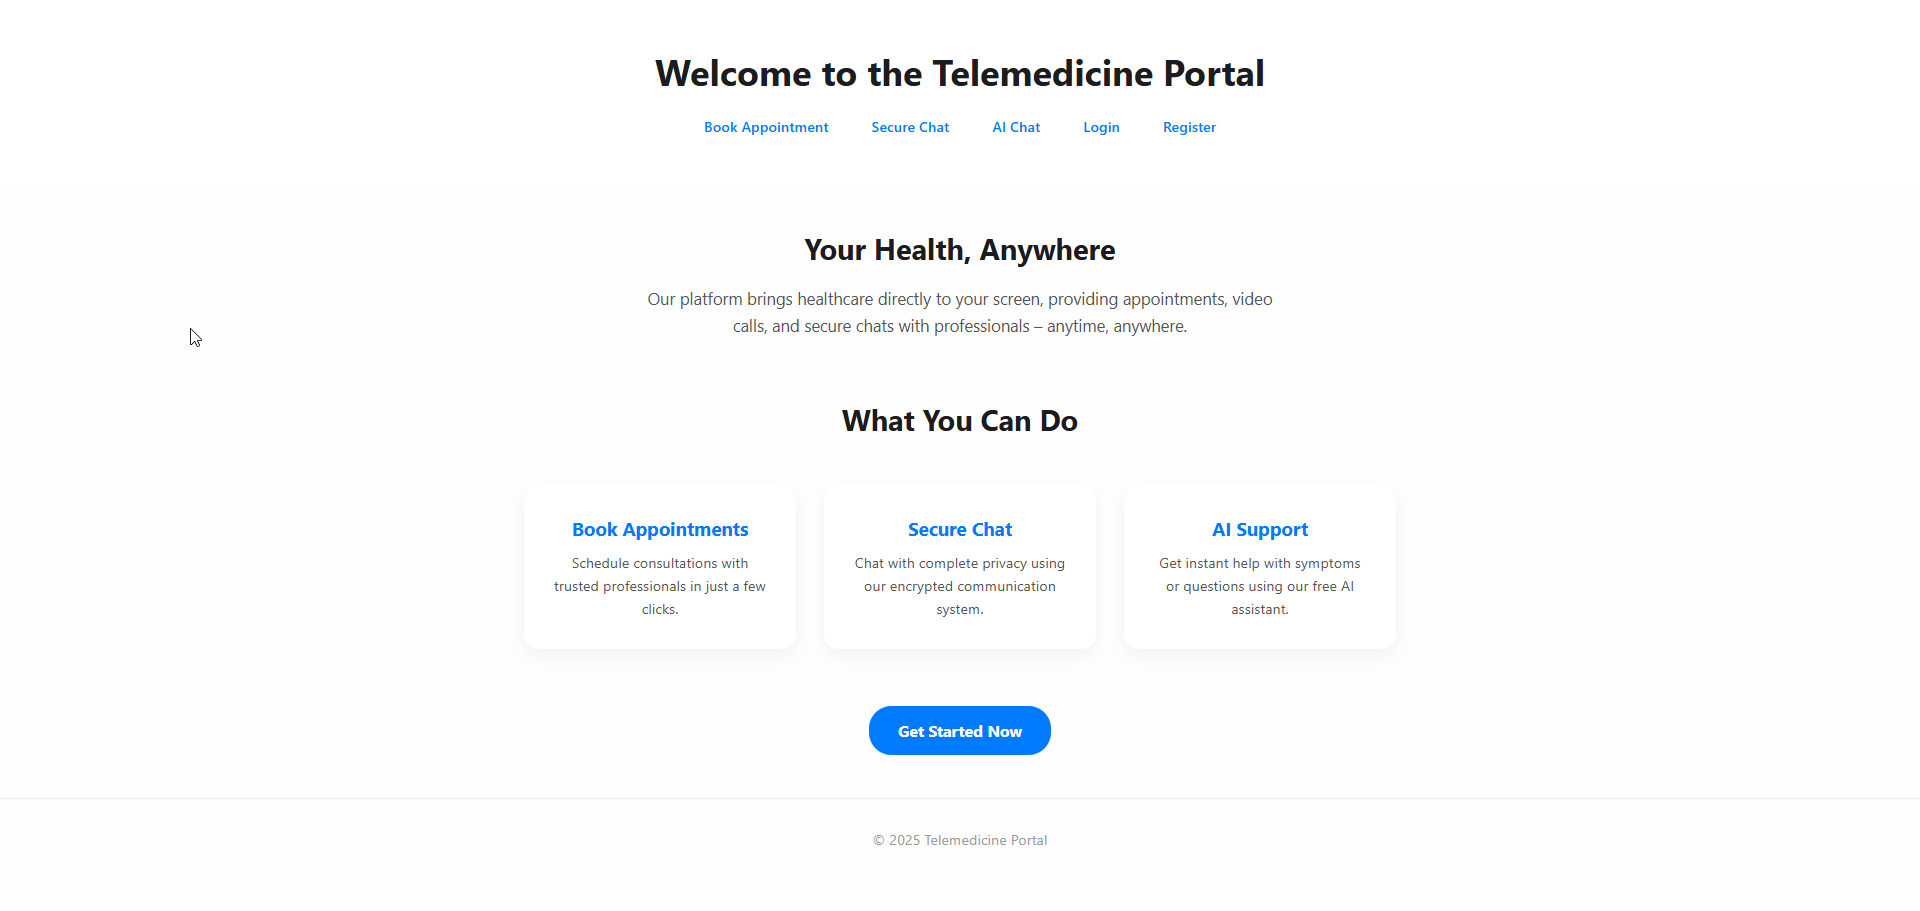 Welcome to the Telemedicine Portal
Book Appointment Secure Chat AI Chat Login Register
Your Health, Anywhere
Our platform brings healthcare directly to your screen, providing appointments, video
calls, and secure chats with professionals – anytime, anywhere.
What You Can Do
Book Appointments
Schedule consultations with
trusted professionals in just a few
clicks.
Secure Chat
Chat with complete privacy using
our encrypted communication
system.
AI Support
Get instant help with symptoms
or questions using our free AI
assistant.
Get Started Now
© 2025 Telemedicine Portal